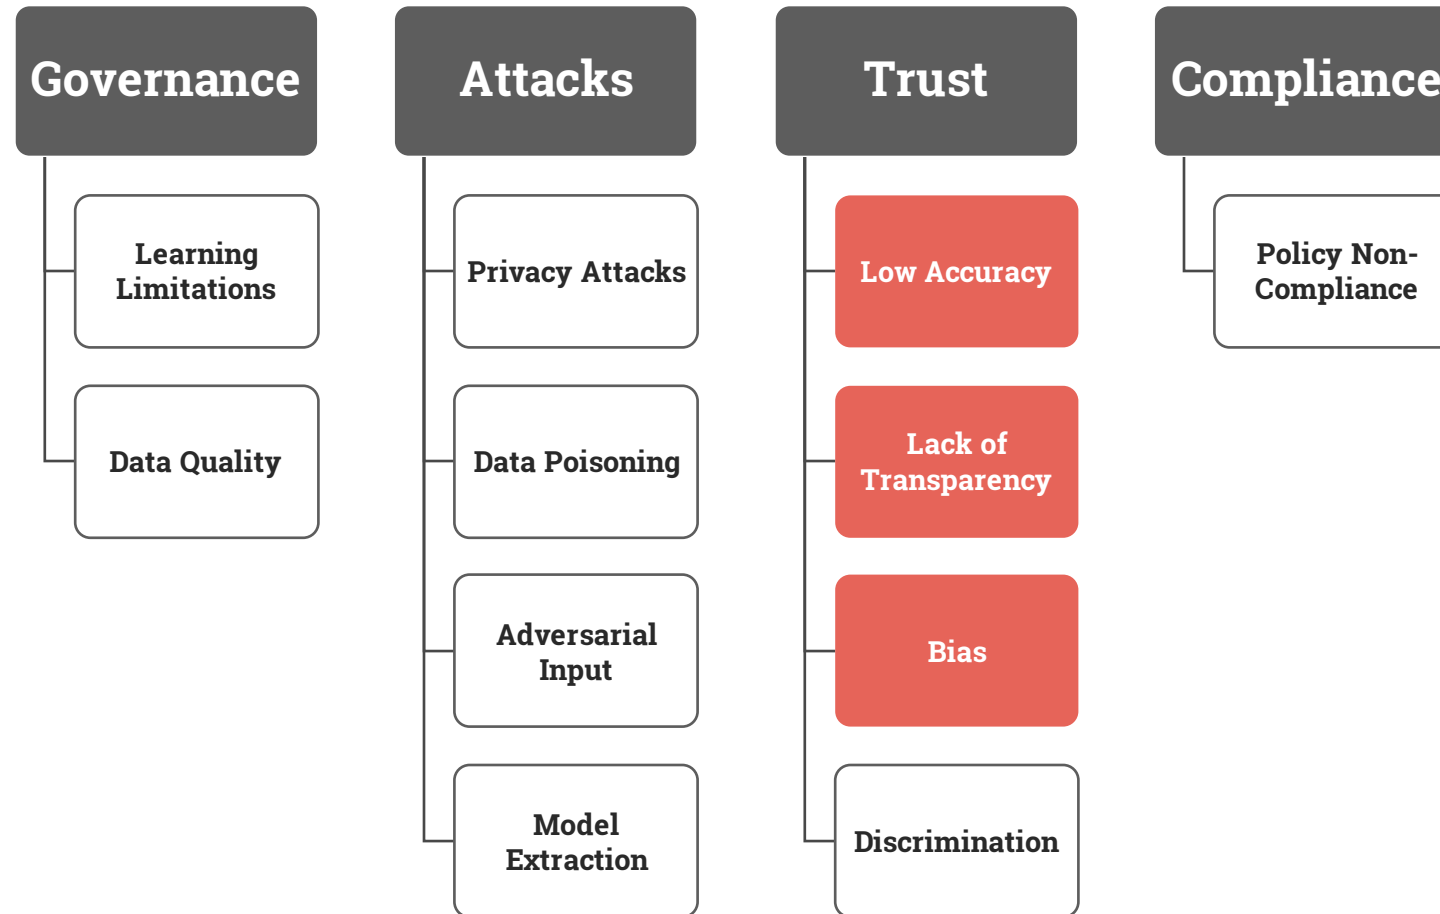 Governance
Learning
Limitations
Data Quality
Attacks
Privacy Attacks
Data Poisoning
Adversarial
Input
Model
Extraction
Trust
Low Accuracy
Lack of
Transparency
Bias
Discrimination
Compliance
Policy Non-
Compliance